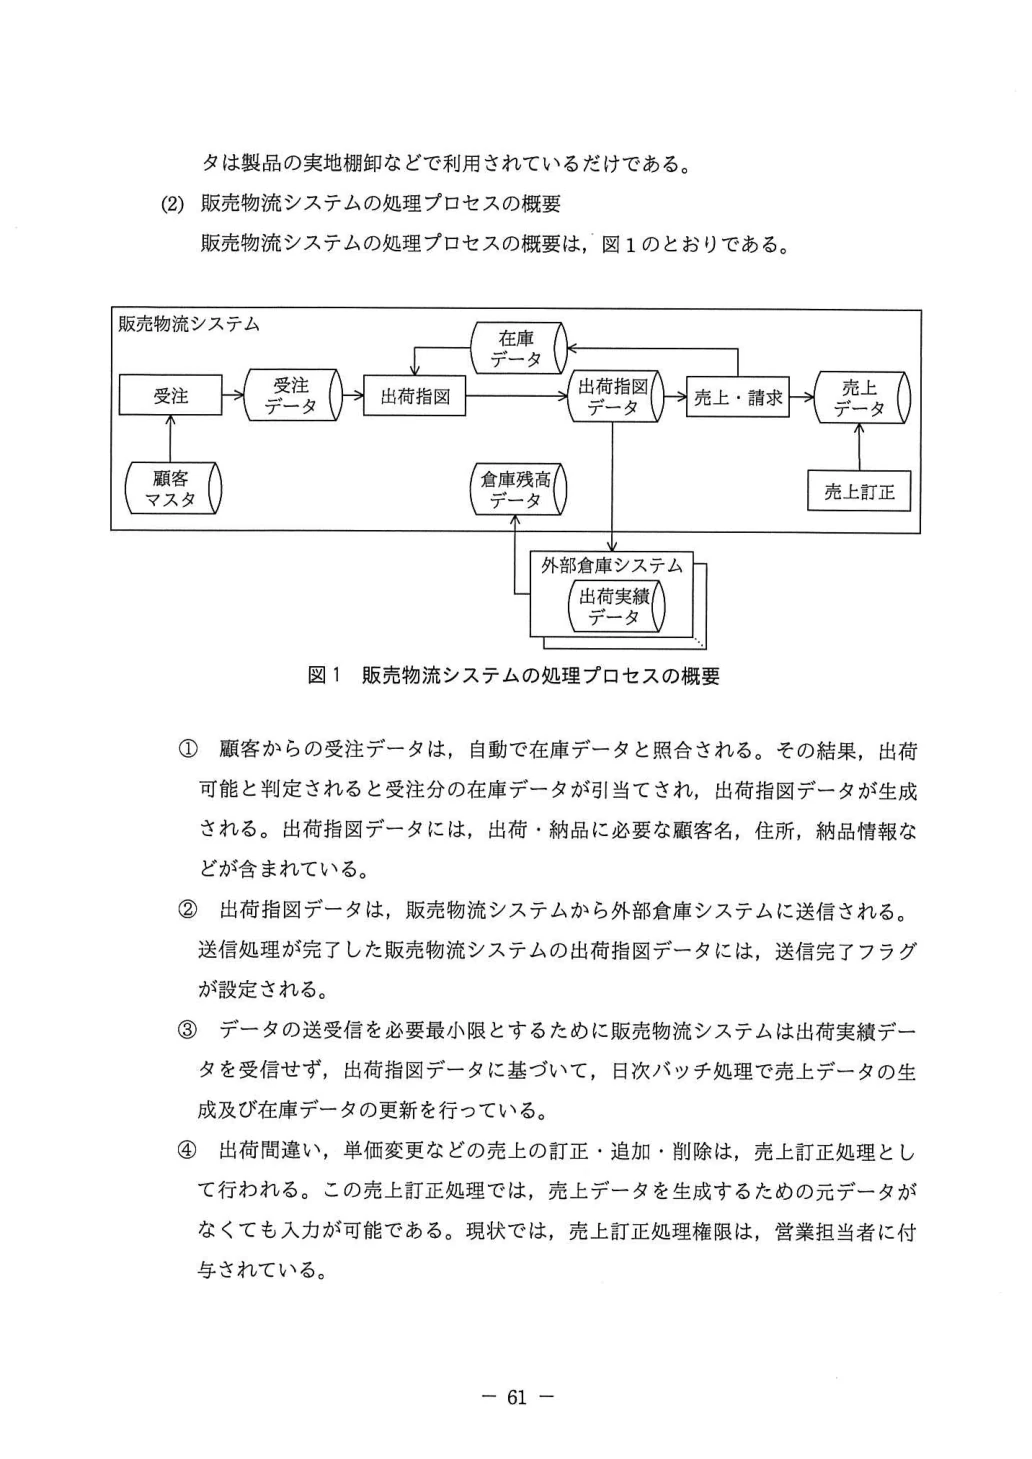 タは製品の実地棚卸などで利用されているだけである。
(2) 販売物流システムの処理プロセスの概要
販売物流システムの処理プロセスの概要は，図1のとおりである。
販売物流システム
在庫
データ
受注
受注
データ
出荷指図
出荷指図
データ
売上・請求
売上
データ
顧客
マスタ
倉庫残高
データ
売上訂正
外部倉庫システム
出荷実績
データ
図1 販売物流システムの処理プロセスの概要
① 顧客からの受注データは，自動で在庫データと照合される。その結果，出荷
可能と判定されると受注分の在庫データが引当てされ，出荷指図データが生成
される。出荷指図データには，出荷・納品に必要な顧客名，住所，納品情報な
どが含まれている。
② 出荷指図データは，販売物流システムから外部倉庫システムに送信される。
送信処理が完了した販売物流システムの出荷指図データには，送信完了フラグ
が設定される。
③ データの送受信を必要最小限とするために販売物流システムは出荷実績デー
タを受信せず，出荷指図データに基づいて，日次バッチ処理で売上データの生
成及び在庫データの更新を行っている。
④ 出荷間違い，単価変更などの売上の訂正・追加・削除は，売上訂正処理とし
て行われる。この売上訂正処理では，売上データを生成するための元データが
なくても入力が可能である。現状では，売上訂正処理権限は，営業担当者に付
与されている。
－ 61 －